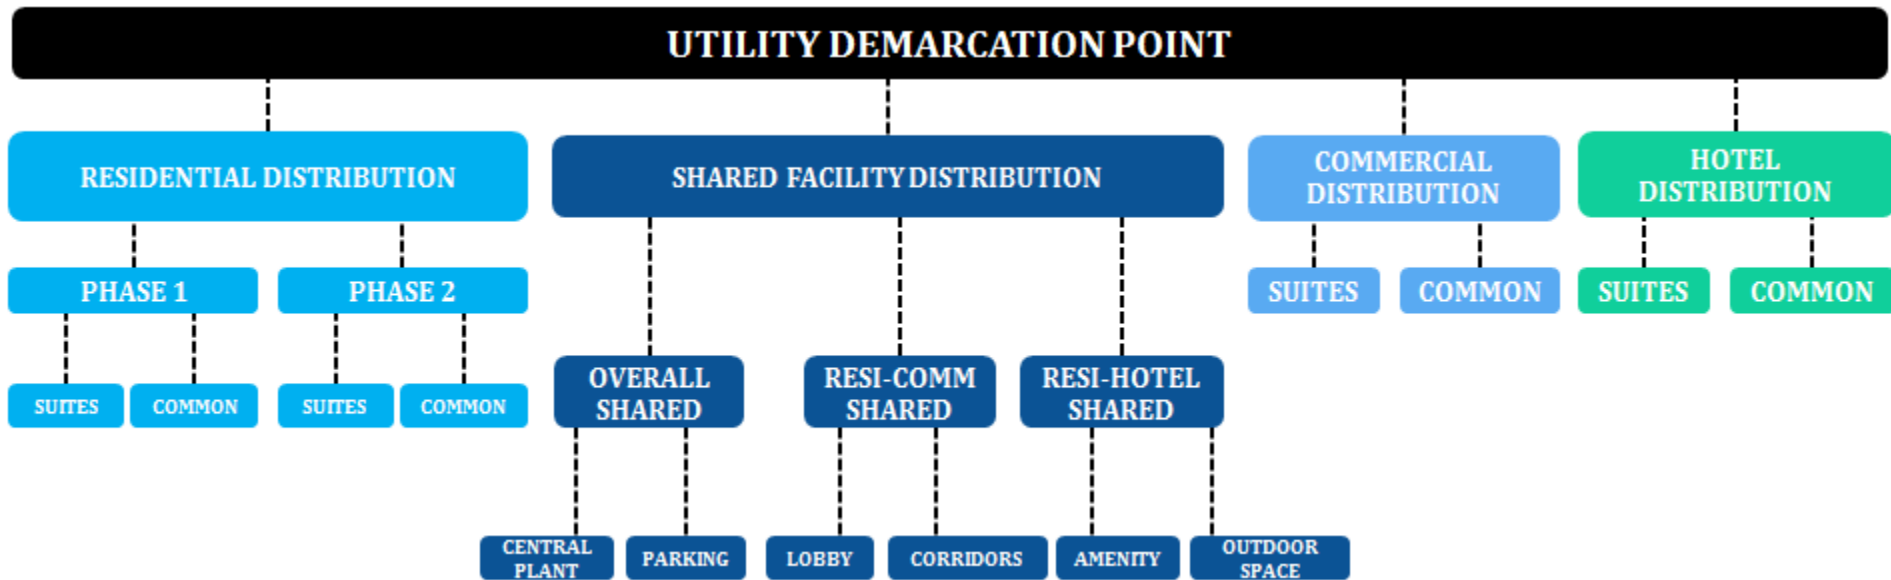 UTILITY DEMARCATION POINT
RESIDENTIAL DISTRIBUTION
SHARED FACILITY DISTRIBUTION
COMMERCIAL
DISTRIBUTION
HOTEL
DISTRIBUTION
PHASE 1
PHASE 2
SUITES
COMMON
SUITES
COMMON
SUITES
COMMON
SUITES
COMMON
OVERALL
SHARED
RESI-COMM
SHARED
RESI-HOTEL
SHARED
CENTRAL
PLANT
PARKING
LOBBY
CORRIDORS
AMENITY
OUTDOOR
SPACE